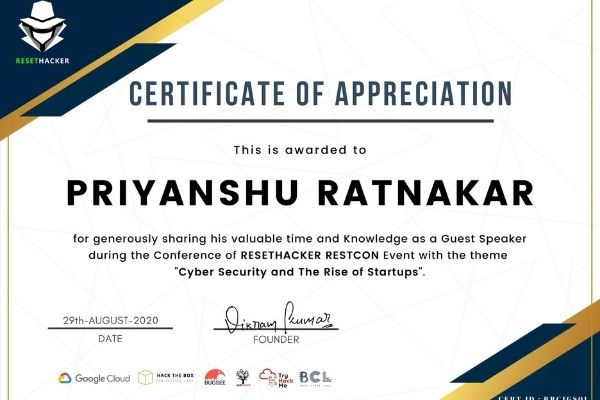 RESETHACKER
CERTIFICATE OF APPRECIATION
This is awarded to
PRIYANSHU RATNAKAR
for generously sharing his valuable time and Knowledge as a Guest Speaker
during the Conference of RESETHACKER RESTCON Event with the theme
"Cyber Security and The Rise of Startups".
29th-AUGUST-2020
DATE
Vikram Kumar
FOUNDER
Google Cloud
HACK THE BOX
BUGSEE
Try
Hack
Me
BCL
CERT ID :